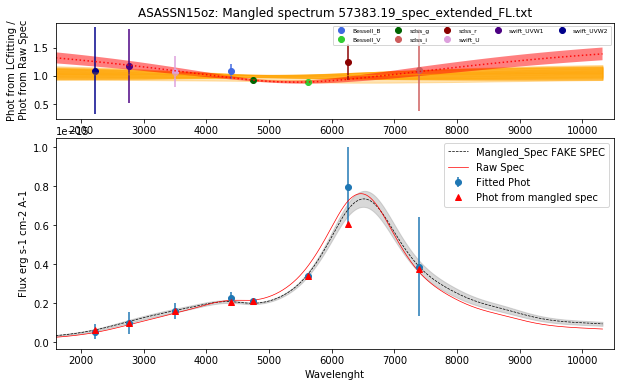 ASASSN15oz: Mangled spectrum 57383.19_spec_extended_FL.txt
Phot from LCfitting /
Phot from Raw Spec
1.5
1.0
0.5
Bessell_B sdss_g sdss_r swift_UVW1 swift_UVW2
Bessell_V sdss_i swift_U
2000 3000 4000 5000 6000 7000 8000 9000 10000
Flux erg s-1 cm-2 A-1
1.0
0.8
0.6
0.4
0.2
0.0
Mangled_Spec FAKE SPEC
Raw Spec
Fitted Phot
Phot from mangled spec
2000 3000 4000 5000 6000 7000 8000 9000 10000
Wavelenght